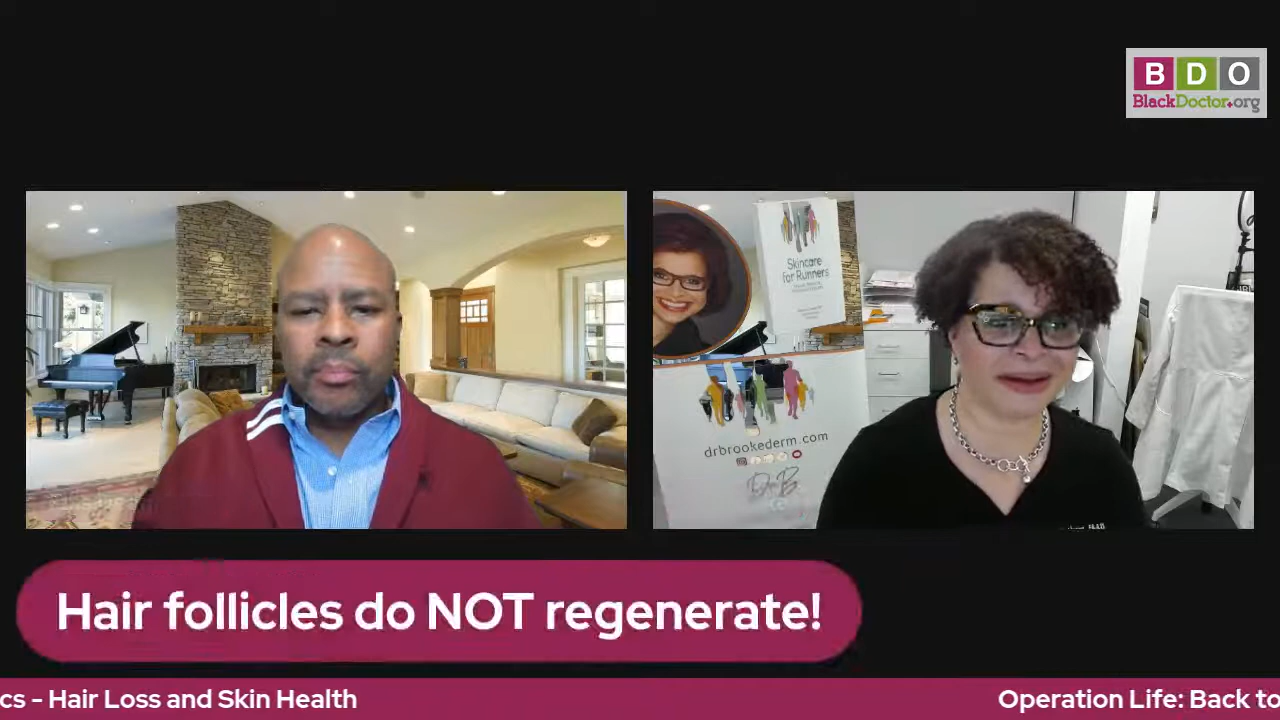 B D O
BlackDoctor.org
Skincare
for Runners
drbrookederm.com
Hair follicles do NOT regenerate!
cs - Hair Loss and Skin Health
Operation Life: Back to